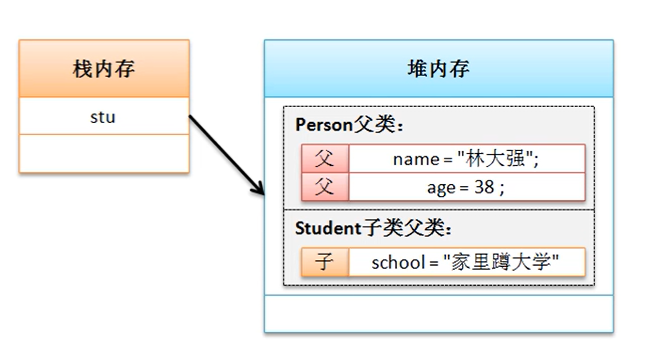 栈内存
堆内存
stu
Person父类：
父 name = "林大强";
父 age = 38 ;
Student子类父类：
子 school = "家里蹲大学"